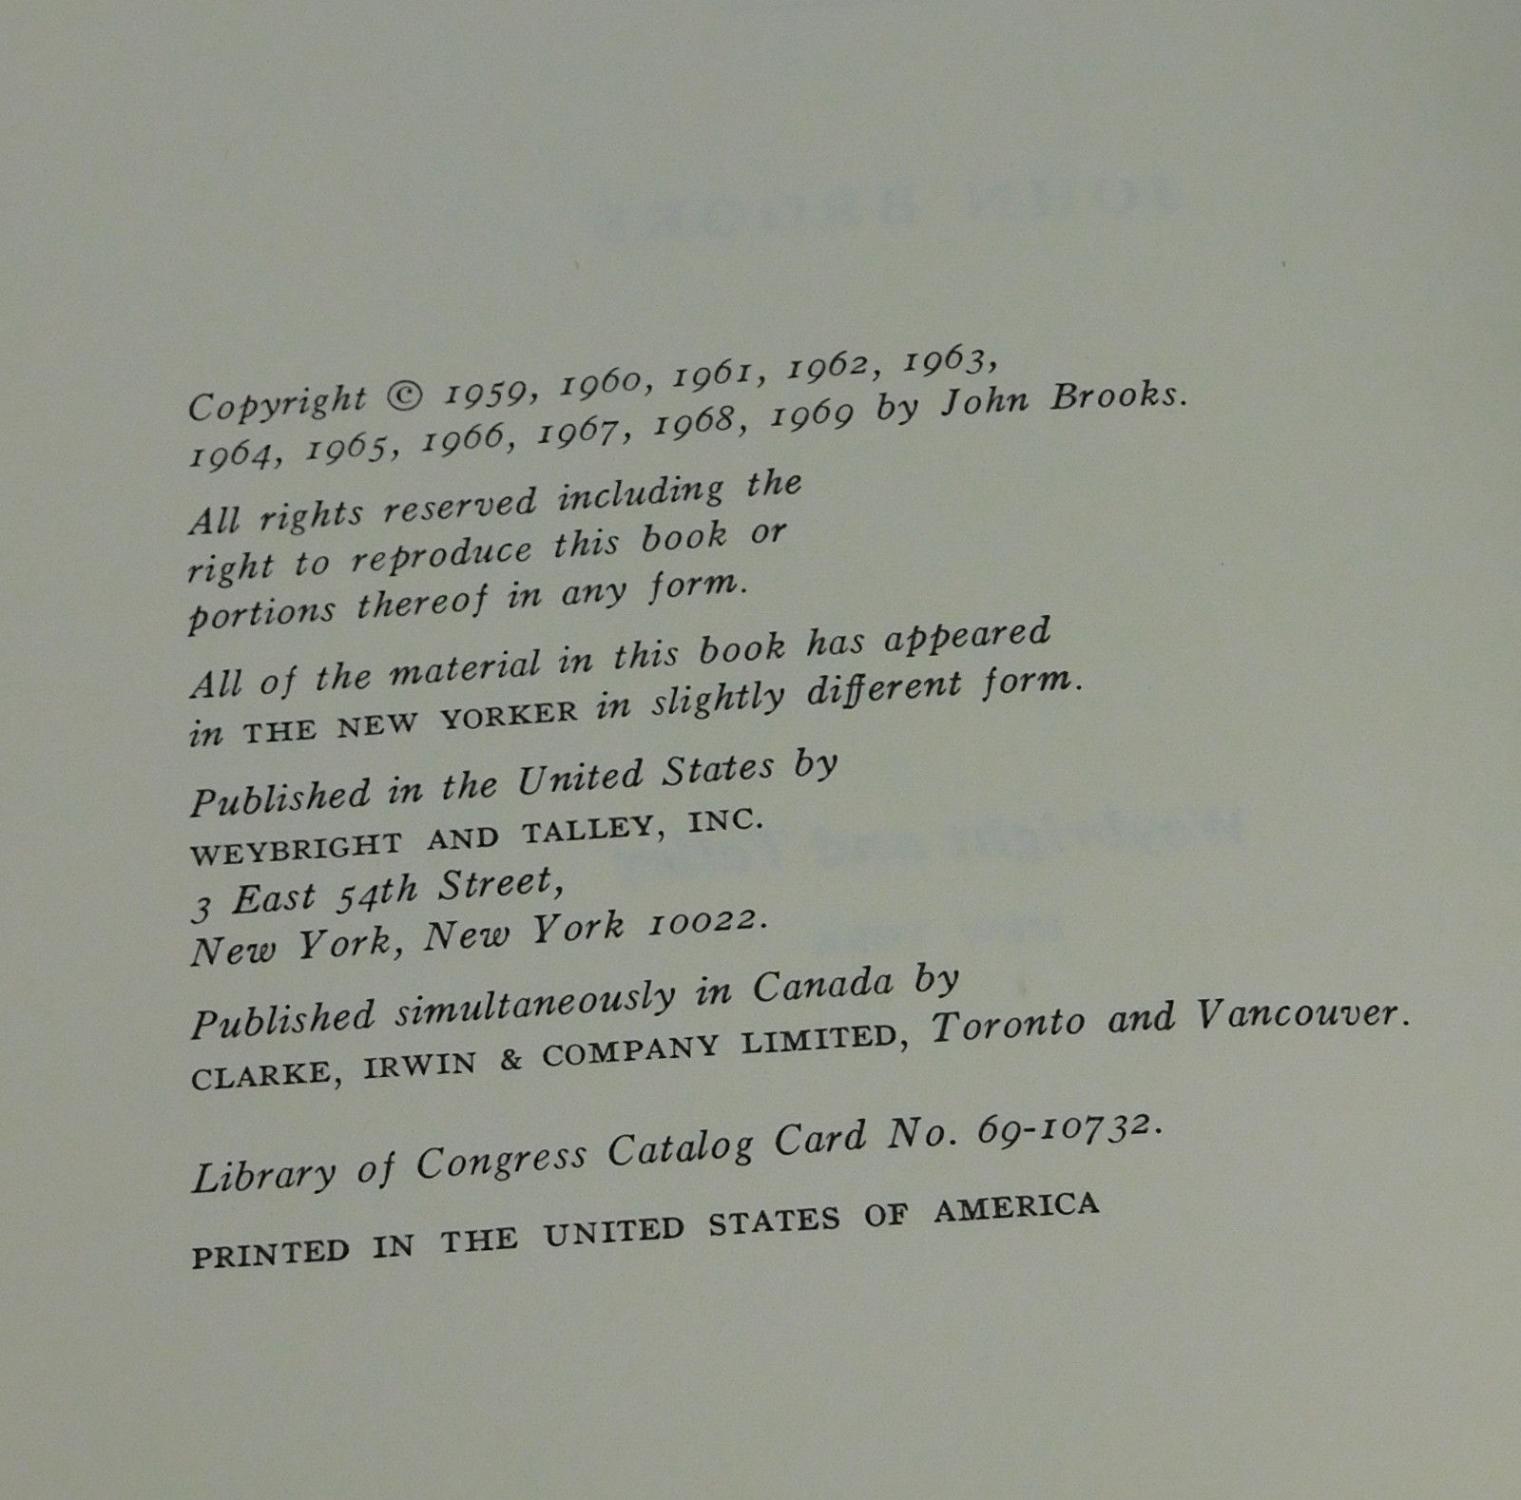 Copyright © 1959, 1960, 1961, 1962, 1963,
1964, 1965, 1966, 1967, 1968, 1969 by John Brooks.
All rights reserved including the
right to reproduce this book or
portions thereof in any form.
All of the material in this book has appeared
in THE NEW YORKER in slightly different form.
Published in the United States by
WEYBRIGHT AND TALLEY, INC.
3 East 54th Street,
New York, New York 10022.
Published simultaneously in Canada by
CLARKE, IRWIN & COMPANY LIMITED, Toronto and Vancouver.
Library of Congress Catalog Card No. 69-10732.
PRINTED IN THE UNITED STATES OF AMERICA